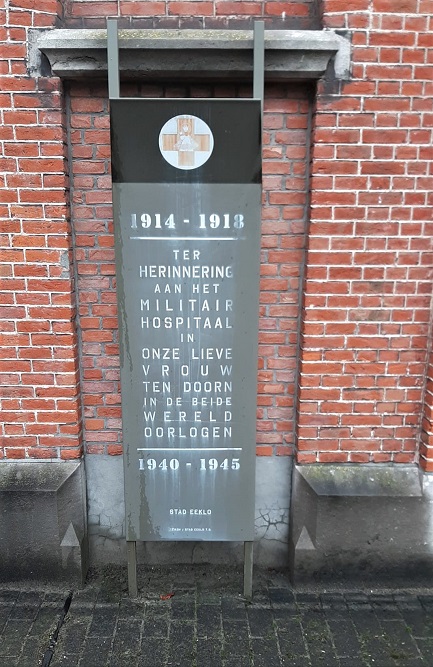 1914 - 1918
TER
HERINNERING
AAN HET
MILITAIR
HOSPITAAL
IN
ONZE LIEVE
VROUW
TEN DOORN
IN DE BEIDE
WERELD
OORLOGEN
1940 - 1945
STAD EEKLO